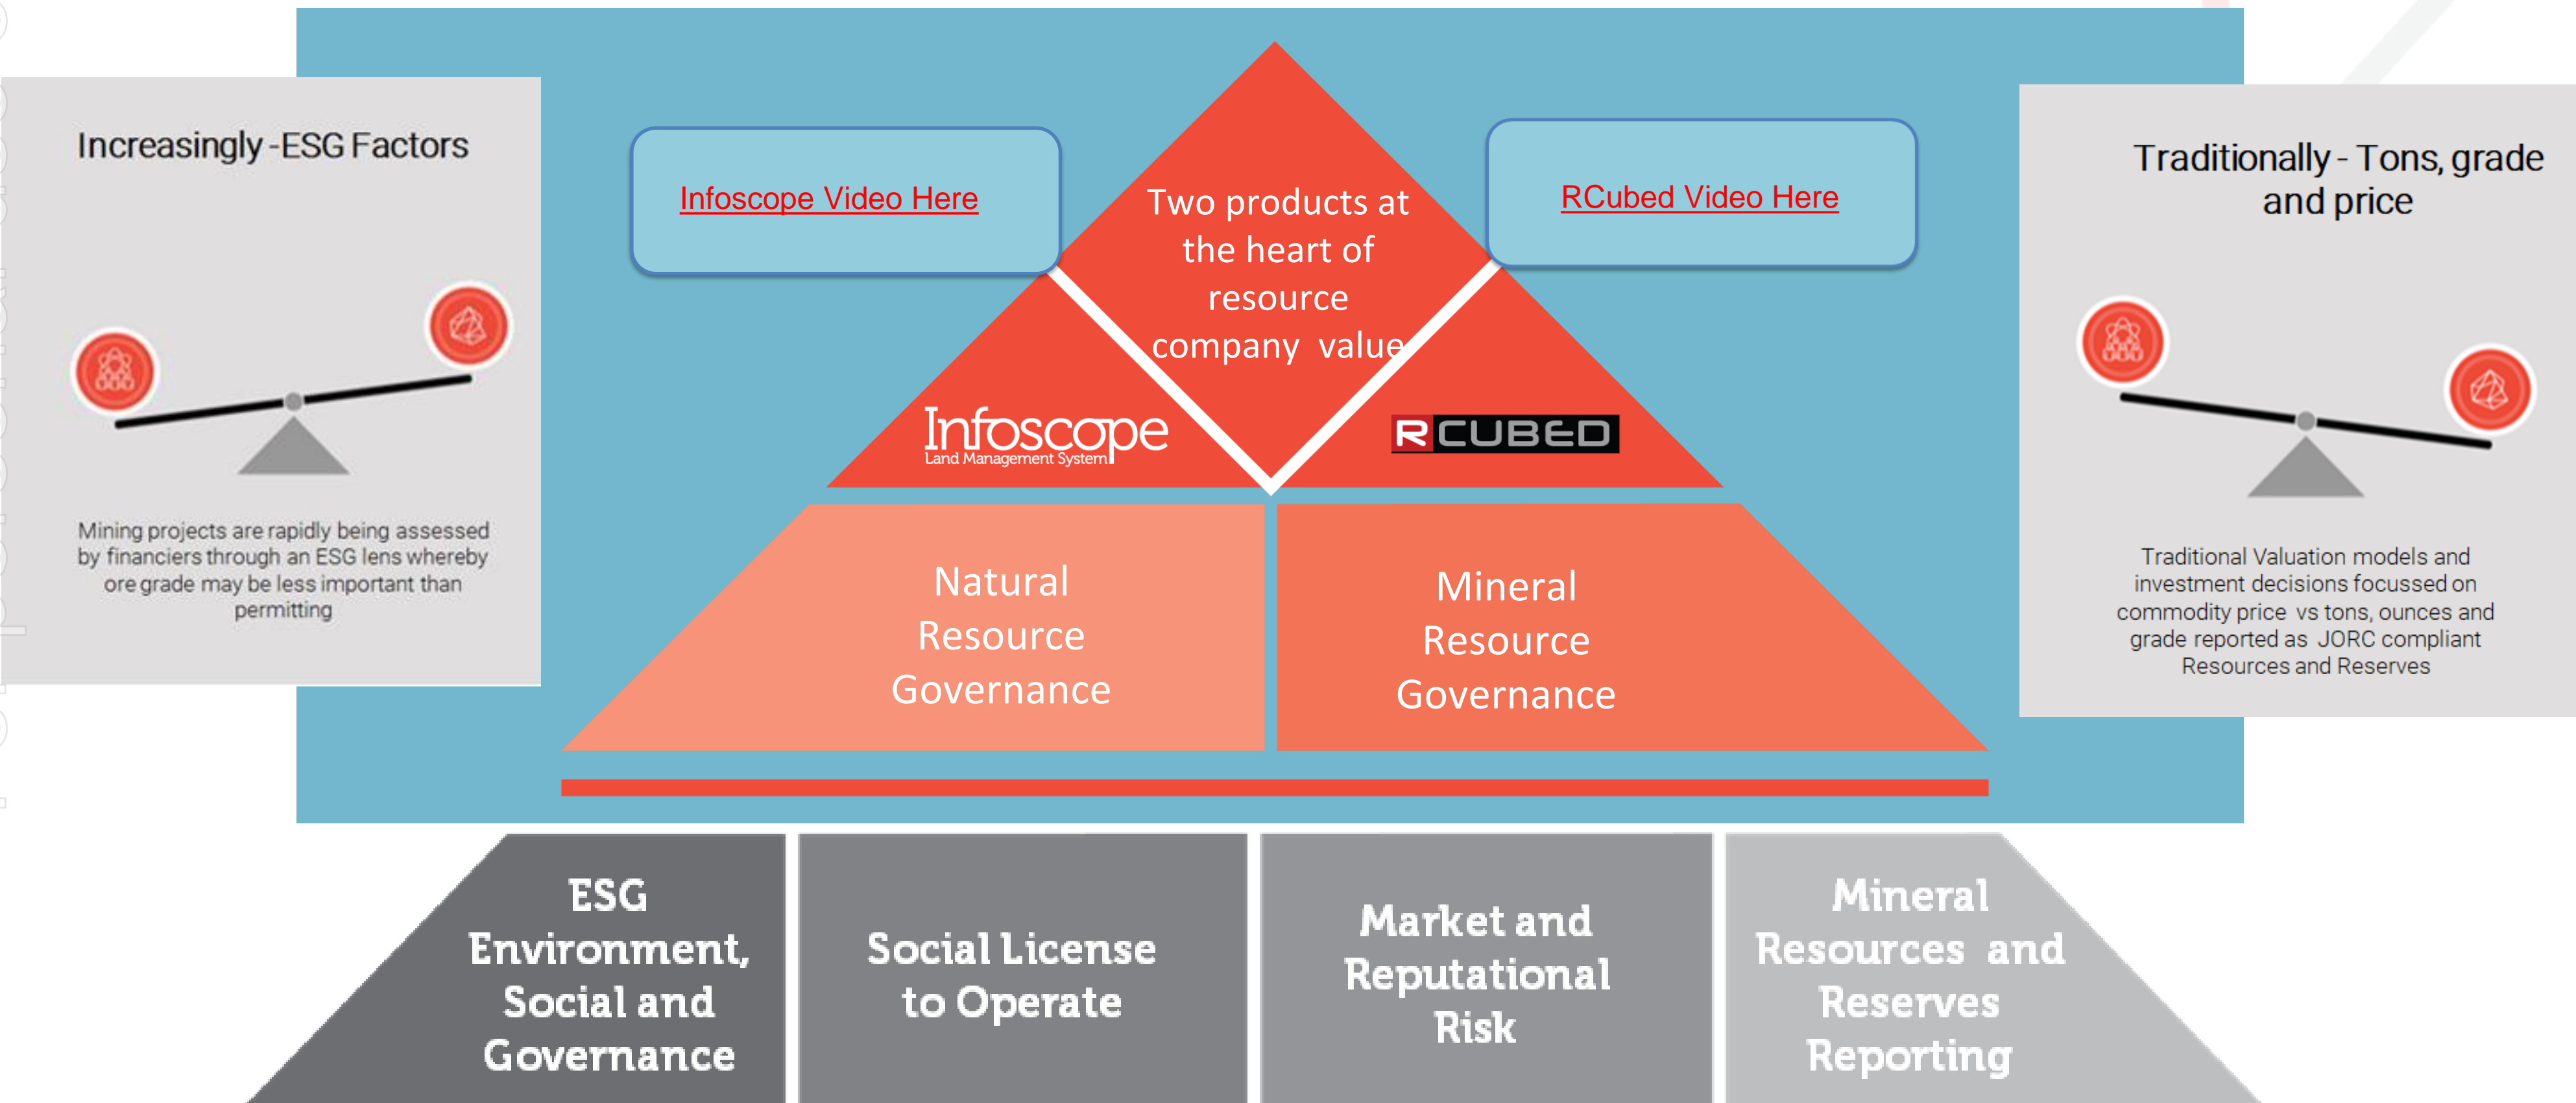 Increasingly - ESG Factors
Mining projects are rapidly being assessed
by financiers through an ESG lens whereby
ore grade may be less important than
permitting
Infoscope Video Here
Two products at
the heart of
resource
company value
RCubed Video Here
Infoscope
Land Management System
RCUBED
Natural
Resource
Governance
Mineral
Resource
Governance
Traditionally - Tons, grade
and price
Traditional Valuation models and
investment decisions focussed on
commodity price vs tons, ounces and
grade reported as JORC compliant
Resources and Reserves
ESG
Environment,
Social and
Governance
Social License
to Operate
Market and
Reputational
Risk
Mineral
Resources and
Reserves
Reporting